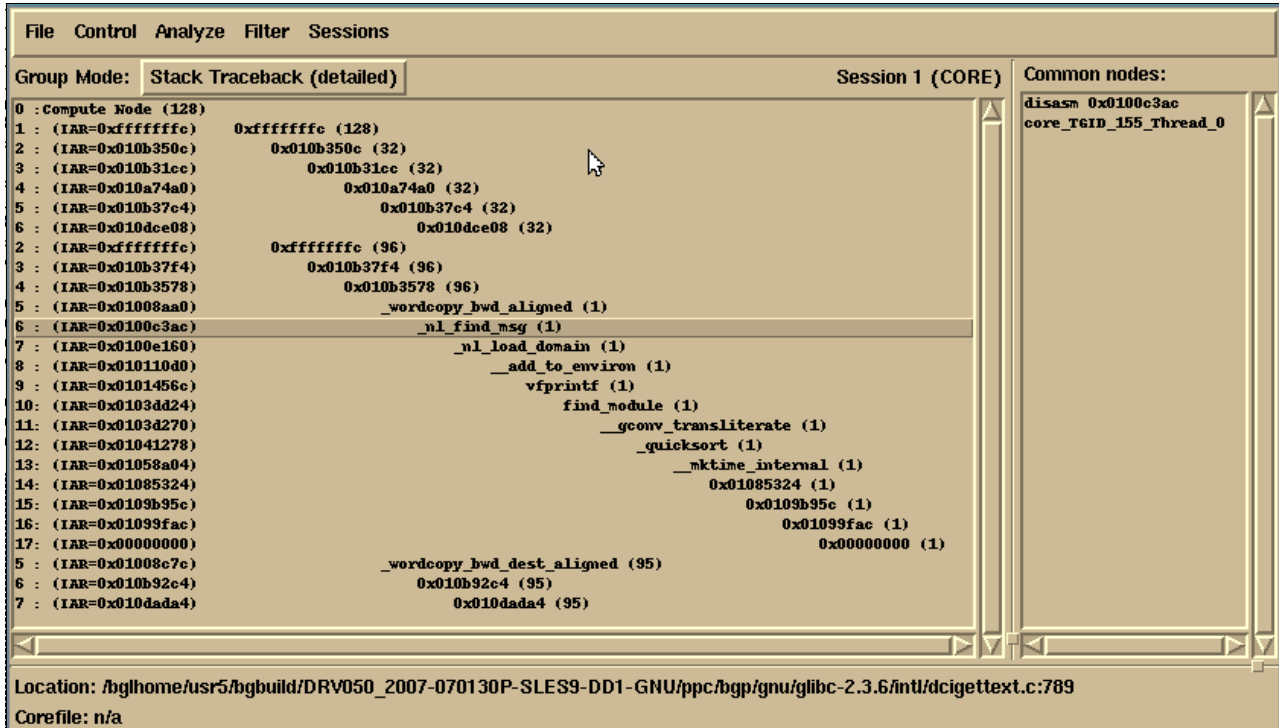 File Control Analyze Filter Sessions
Group Mode: Stack Traceback (detailed) Session 1 (CORE) Common nodes:
0 :Compute Node (128)
1 : (IAR=0xfffffffc) 0xfffffffc (128)
2 : (IAR=0x010b350c) 0x010b350c (32)
3 : (IAR=0x010b31cc) 0x010b31cc (32)
4 : (IAR=0x010a74a0) 0x010a74a0 (32)
5 : (IAR=0x010b37c4) 0x010b37c4 (32)
6 : (IAR=0x010dce08) 0x010dce08 (32)
2 : (IAR=0xfffffffc) 0xfffffffc (96)
3 : (IAR=0x010b37f4) 0x010b37f4 (96)
4 : (IAR=0x010b3578) 0x010b3578 (96)
5 : (IAR=0x01008aa0) _wordcopy_bwd_aligned (1)
6 : (IAR=0x0100c3ac) _nl_find_msg (1)
7 : (IAR=0x0100e160) _nl_load_domain (1)
8 : (IAR=0x010110d0) __add_to_environ (1)
9 : (IAR=0x0101456c) vfprintf (1)
10: (IAR=0x0103dd24) find_module (1)
11: (IAR=0x0103d270) __gconv_transliterate (1)
12: (IAR=0x01041278) _quicksort (1)
13: (IAR=0x01058a04) __mktime_internal (1)
14: (IAR=0x01085324) 0x01085324 (1)
15: (IAR=0x0109b95c) 0x0109b95c (1)
16: (IAR=0x01099fac) 0x01099fac (1)
17: (IAR=0x00000000) 0x00000000 (1)
5 : (IAR=0x01008c7c) _wordcopy_bwd_dest_aligned (95)
6 : (IAR=0x010b92c4) 0x010b92c4 (95)
7 : (IAR=0x010dada4) 0x010dada4 (95)
disasm 0x0100c3ac
core_TGID_155_Thread_0
Location: /bglhome/usr5/bgbuild/DRV050_2007-070130P-SLES9-DD1-GNU/ppc/bgp/gnu/glibc-2.3.6/intl/dcigettext.c:789
Corefile: n/a